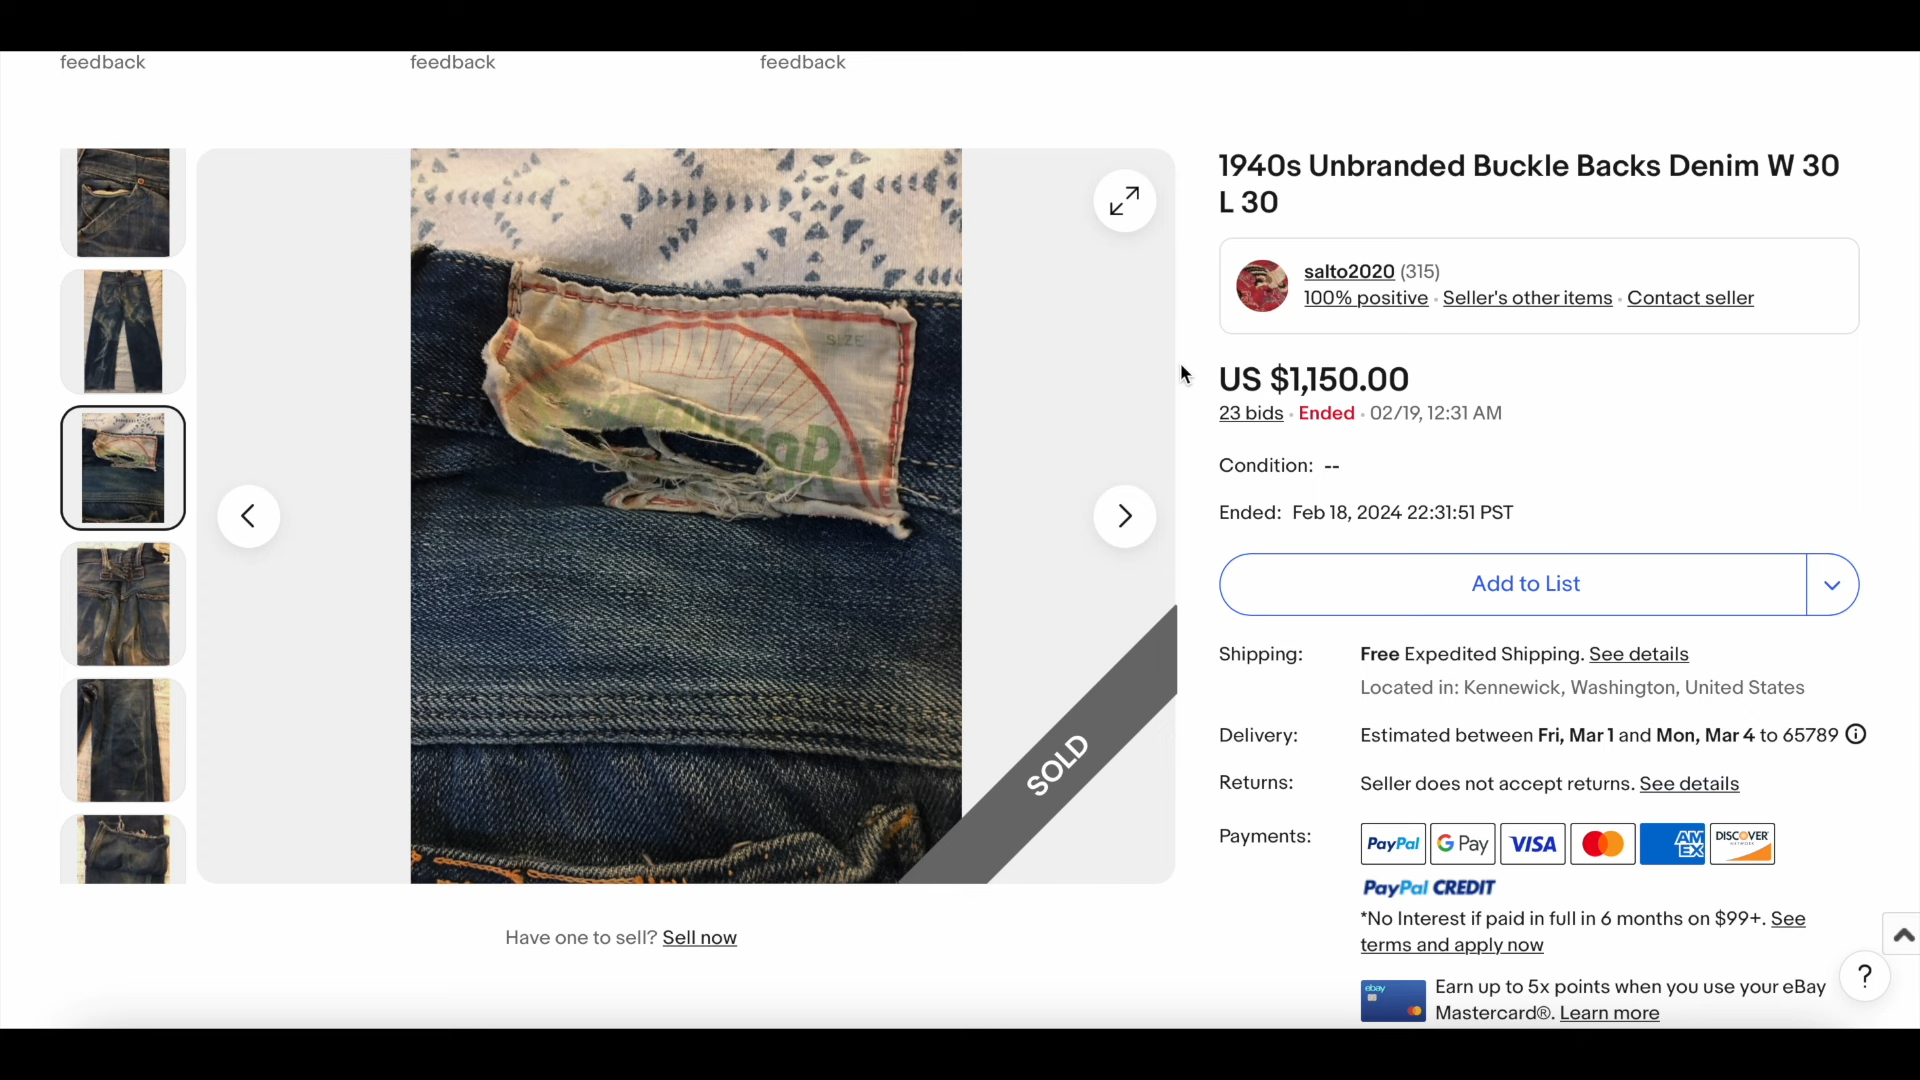 feedback
feedback
feedback
1940s Unbranded Buckle Backs Denim W 30
L 30
salto2020 (315)
100% positive · Seller's other items · Contact seller
US $1,150.00
23 bids · Ended · 02/19, 12:31 AM
Condition: --
Ended: Feb 18, 2024 22:31:51 PST
Add to List
Shipping: Free Expedited Shipping. See details
Located in: Kennewick, Washington, United States
Delivery: Estimated between Fri, Mar 1 and Mon, Mar 4 to 65789
Returns: Seller does not accept returns. See details
Payments: PayPal G Pay VISA AM EX DISCOVER
PayPal CREDIT
*No Interest if paid in full in 6 months on $99+. See
terms and apply now
ebay
Earn up to 5x points when you use your eBay
Mastercard®. Learn more
SIZE
SOLD
Have one to sell? Sell now
?